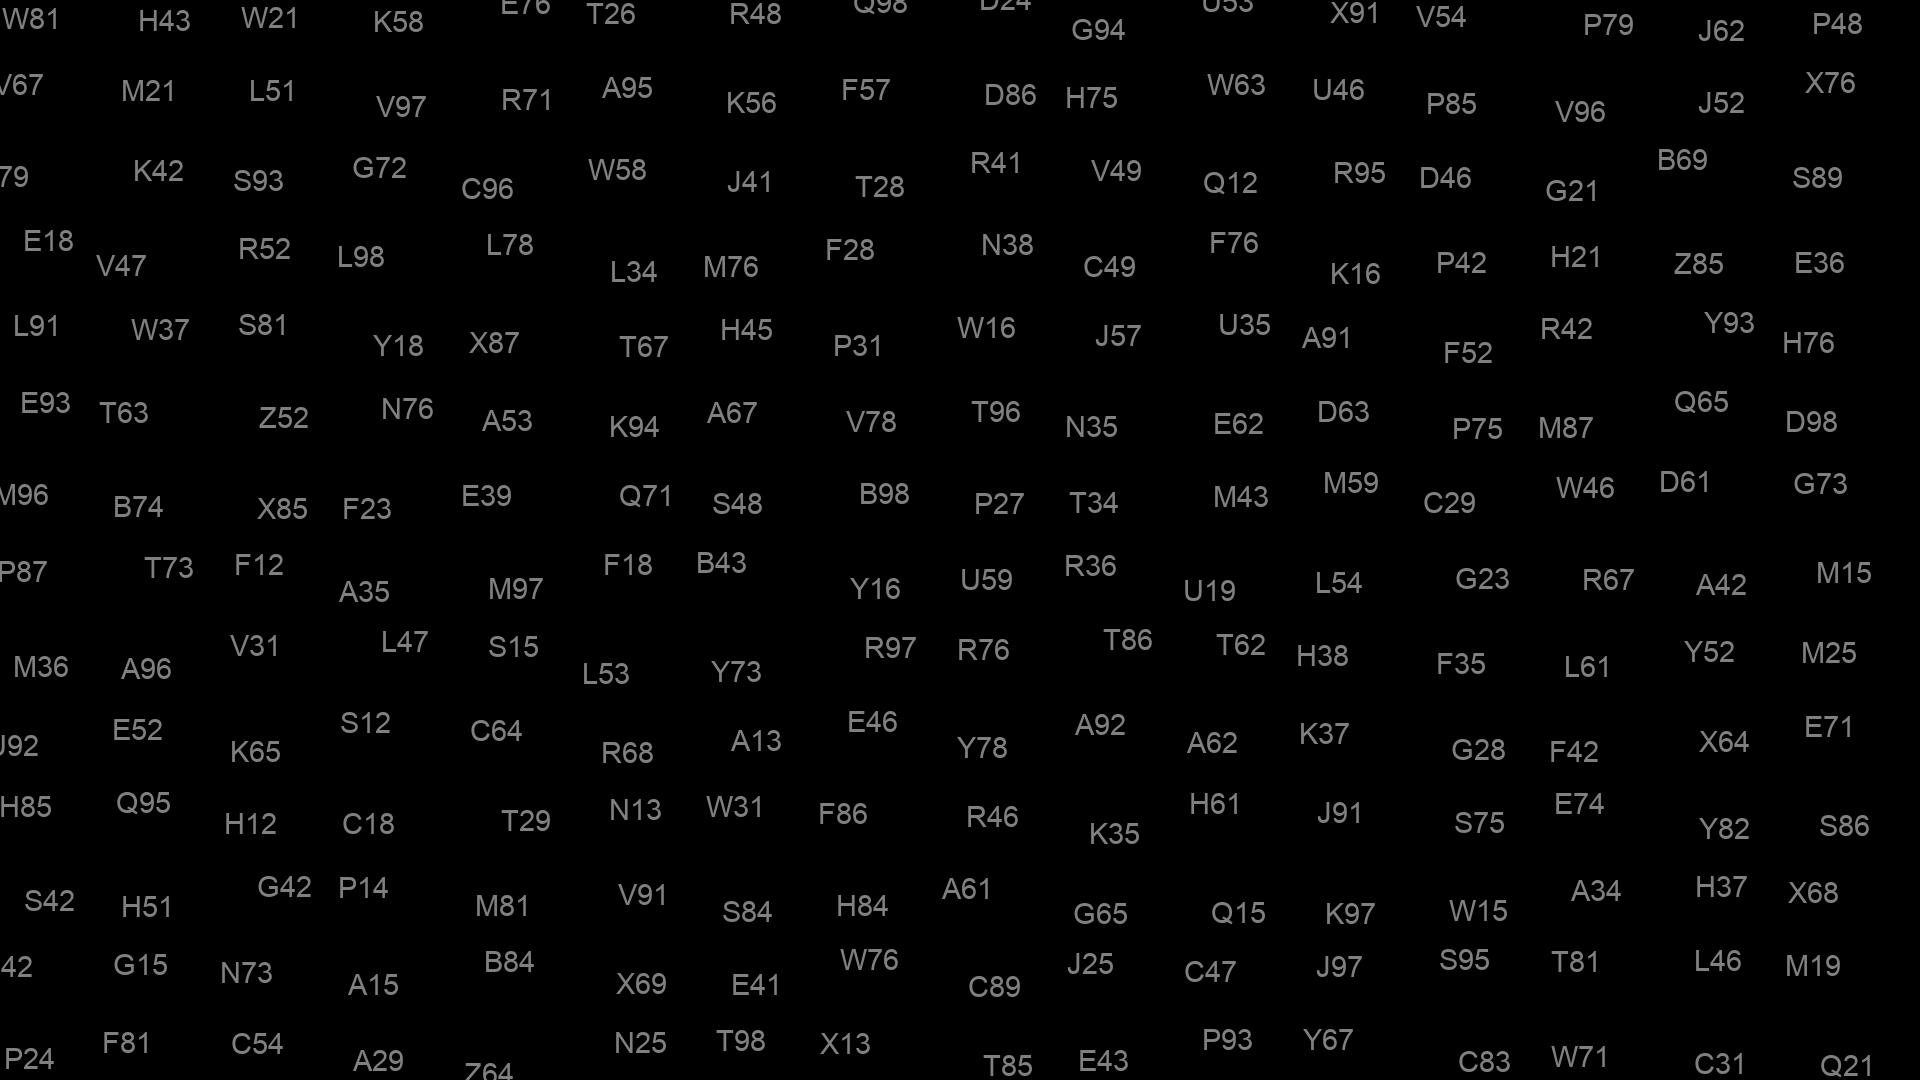 W81 H43 W21 K58 E76 T26 R48 Q98 D24 G94 U53 X91 V54 P79 J62 P48
V67 M21 L51 V97 R71 A95 K56 F57 D86 H75 W63 U46 P85 V96 J52 X76
79 K42 S93 G72 C96 W58 J41 T28 R41 V49 Q12 R95 D46 G21 B69 S89
E18 V47 R52 L98 L78 L34 M76 F28 N38 C49 F76 K16 P42 H21 Z85 E36
L91 W37 S81 Y18 X87 T67 H45 P31 W16 J57 U35 A91 F52 R42 Y93 H76
E93 T63 Z52 N76 A53 K94 A67 V78 T96 N35 E62 D63 P75 M87 Q65 D98
M96 B74 X85 F23 E39 Q71 S48 B98 P27 T34 M43 M59 C29 W46 D61 G73
P87 T73 F12 A35 M97 F18 B43 Y16 U59 R36 U19 L54 G23 R67 A42 M15
M36 A96 V31 L47 S15 L53 Y73 R97 R76 T86 T62 H38 F35 L61 Y52 M25
92 E52 K65 S12 C64 R68 A13 E46 Y78 A92 A62 K37 G28 F42 X64 E71
H85 Q95 H12 C18 T29 N13 W31 F86 R46 K35 H61 J91 S75 E74 Y82 S86
S42 H51 G42 P14 M81 V91 S84 H84 A61 G65 Q15 K97 W15 A34 H37 X68
42 G15 N73 A15 B84 X69 E41 W76 C89 J25 C47 J97 S95 T81 L46 M19
P24 F81 C54 A29 Z64 N25 T98 X13 T85 E43 P93 Y67 C83 W71 C31 Q21